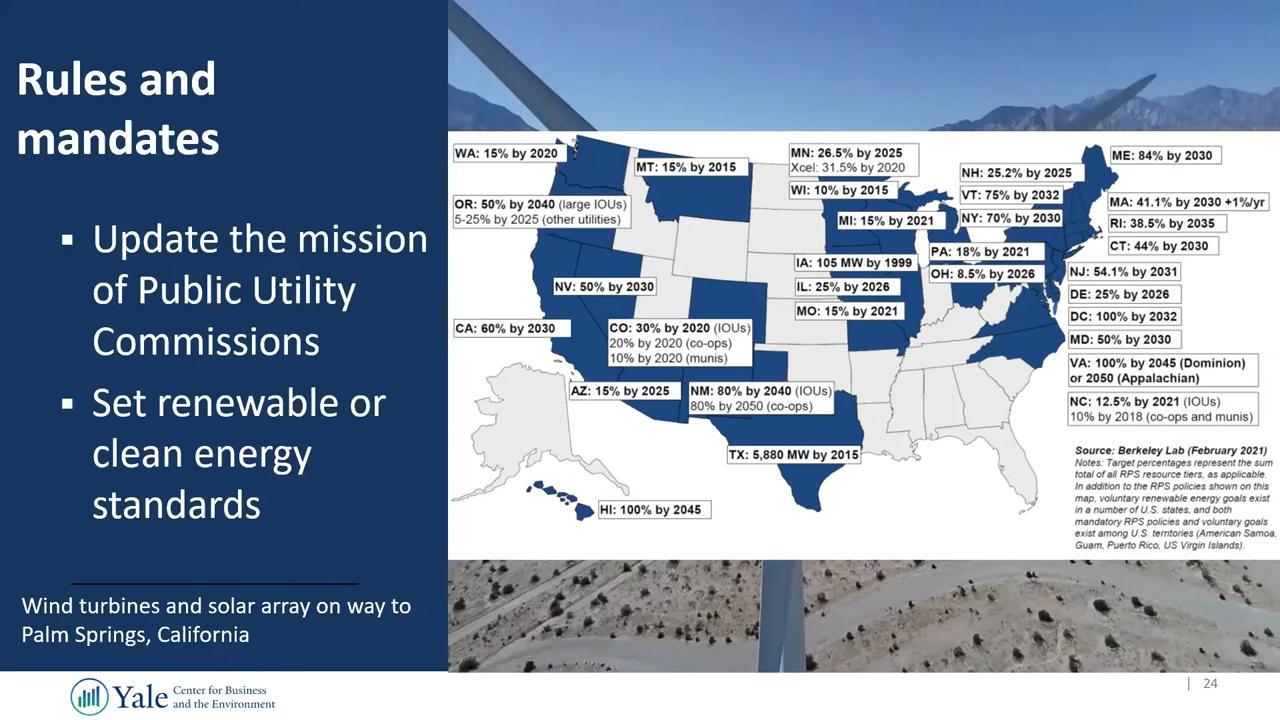 Rules and
mandates
▪ Update the mission
of Public Utility
Commissions
▪ Set renewable or
clean energy
standards
Wind turbines and solar array on way to
Palm Springs, California
Yale Center for Business
and the Environment
WA: 15% by 2020
OR: 50% by 2040 (large IOUs)
5-25% by 2025 (other utilities)
MT: 15% by 2015
MN: 26.5% by 2025
Xcel: 31.5% by 2020
WI: 10% by 2015
MI: 15% by 2021
NH: 25.2% by 2025
VT: 75% by 2032
NY: 70% by 2030
PA: 18% by 2021
OH: 8.5% by 2026
ME: 84% by 2030
MA: 41.1% by 2030 +1%/yr
RI: 38.5% by 2035
CT: 44% by 2030
NJ: 54.1% by 2031
DE: 25% by 2026
DC: 100% by 2032
MD: 50% by 2030
VA: 100% by 2045 (Dominion)
or 2050 (Appalachian)
NC: 12.5% by 2021 (IOUs)
10% by 2018 (co-ops and munis)
IA: 105 MW by 1999
IL: 25% by 2026
MO: 15% by 2021
NV: 50% by 2030
CA: 60% by 2030
CO: 30% by 2020 (IOUs)
20% by 2020 (co-ops)
10% by 2020 (munis)
AZ: 15% by 2025
NM: 80% by 2040 (IOUs)
80% by 2050 (co-ops)
TX: 5,880 MW by 2015
HI: 100% by 2045
Source: Berkeley Lab (February 2021)
Notes: Target percentages represent the sum
total of all RPS resource tiers, as applicable.
In addition to the RPS policies shown on this
map, voluntary renewable energy goals exist
in a number of U.S. states, and both
mandatory RPS policies and voluntary goals
exist among U.S. territories (American Samoa,
Guam, Puerto Rico, US Virgin Islands).
| 24